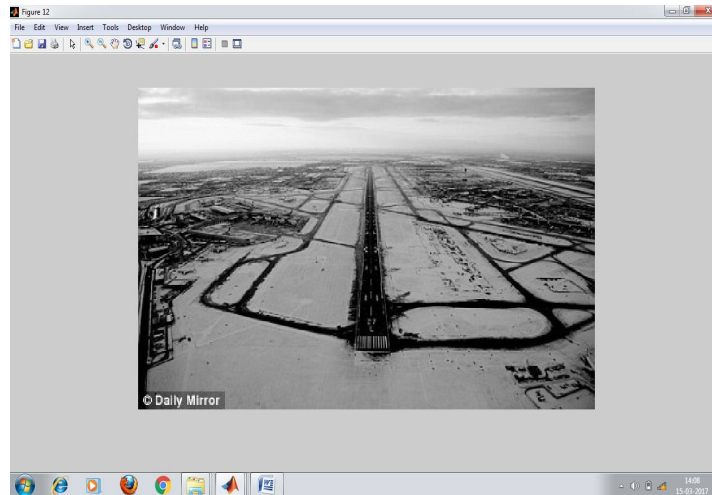 Figure 12
File Edit View Insert Tools Desktop Window Help
© Daily Mirror
14:08
15-03-2017